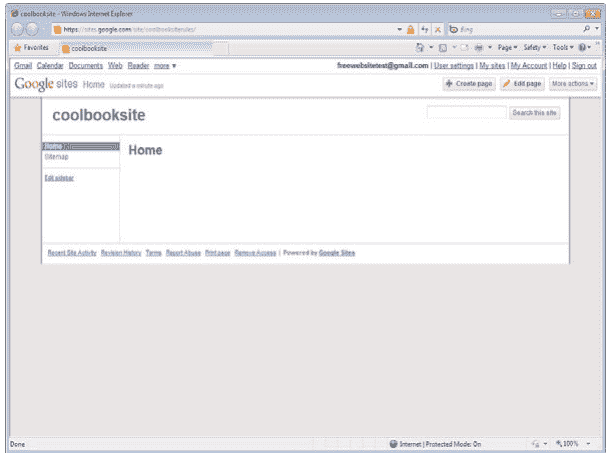 coolbooksite - Windows Internet Explorer
https://sites.google.com/site/coolbooksiterules/
Bing
Favorites coolbooksite Page Safety Tools
Gmail Calendar Documents Web Reader more freewebsitetest@gmail.com | User settings | My sites | My Account | Help | Sign out
Google sites Home Updated a minute ago Create page Edit page More actions
coolbooksite Search this site
Home Home
Sitemap
Edit sidebar
Recent Site Activity Revision History Terms Report Abuse Print page Remove Access | Powered by Google Sites
Done Internet | Protected Mode: On 100%